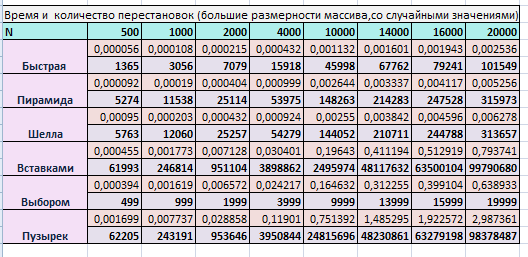 Время и количество перестановок (большие размерности массива,со случайными значениями)
N 500 1000 2000 4000 10000 14000 16000 20000
0,000056 0,000108 0,000215 0,000432 0,001132 0,001601 0,001943 0,002536
Быстрая 1365 3056 7079 15918 45998 67762 79241 101549
0,000092 0,00019 0,000404 0,000999 0,002644 0,003337 0,004117 0,005256
Пирамида 5274 11538 25114 53975 148263 214283 247528 315973
0,00095 0,000203 0,000432 0,000924 0,00255 0,003842 0,004596 0,006278
Шелла 5763 12060 25257 54279 144052 210711 244788 313657
0,000455 0,001773 0,007128 0,030401 0,19643 0,411194 0,512919 0,793741
Вставками 61993 246814 951104 3898862 2495974 48117632 63500104 99790680
0,000394 0,001619 0,006572 0,024217 0,164632 0,312255 0,399104 0,638933
Выбором 499 999 1999 3999 9999 13999 15999 19999
0,001699 0,007737 0,028858 0,11901 0,751392 1,485295 1,922572 2,987361
Пузырек 62205 243191 953646 3950844 24815696 48230861 63279198 98378487